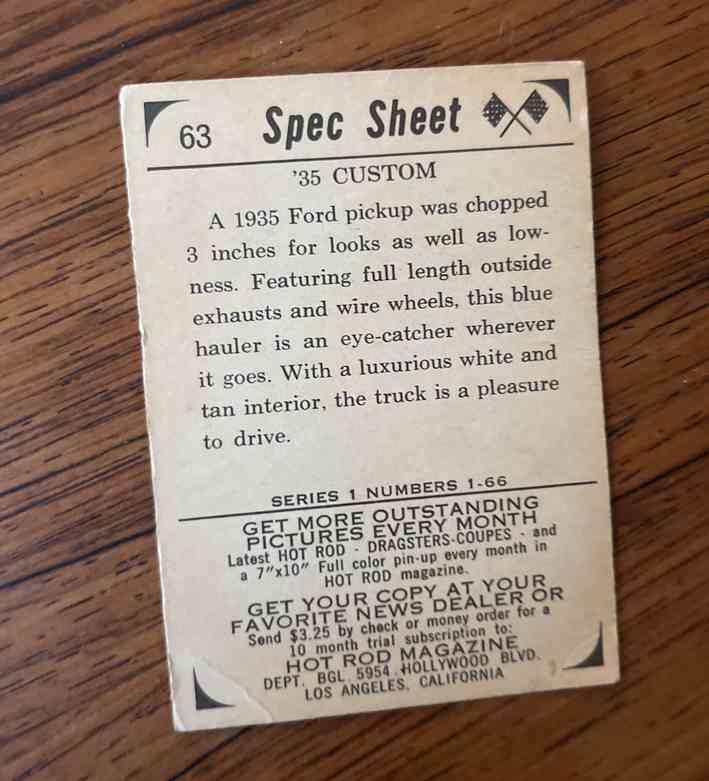 63 Spec Sheet
'35 CUSTOM
A 1935 Ford pickup was chopped
3 inches for looks as well as low-
ness. Featuring full length outside
exhausts and wire wheels, this blue
hauler is an eye-catcher wherever
it goes. With a luxurious white and
tan interior, the truck is a pleasure
to drive.
SERIES 1 NUMBERS 1-66
GET MORE OUTSTANDING
PICTURES EVERY MONTH
Latest HOT ROD - DRAGSTERS-COUPES - and
a 7"x10" Full color pin-up every month in
HOT ROD magazine.
GET YOUR COPY AT YOUR
FAVORITE NEWS DEALER OR
Send $3.25 by check or money order for a
10 month trial subscription to:
HOT ROD MAGAZINE
DEPT. BGL 5954 HOLLYWOOD BLVD.
LOS ANGELES, CALIFORNIA